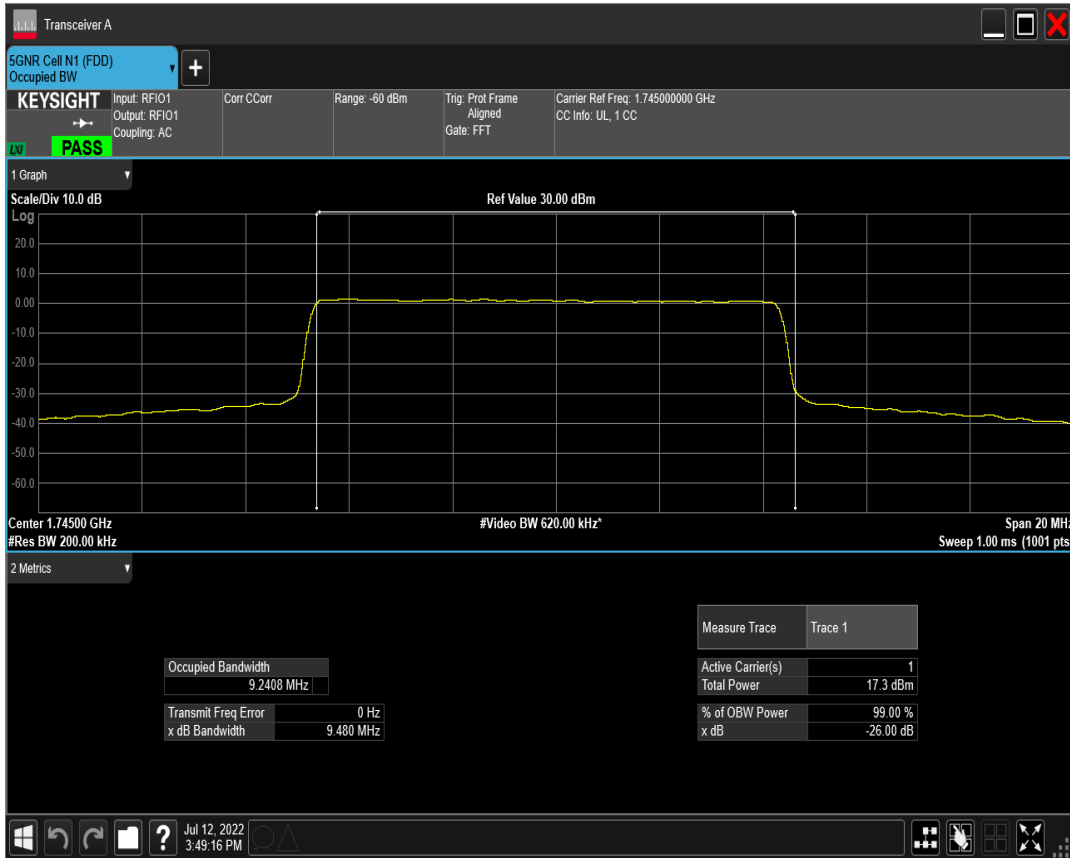 Transceiver A
5GNR Cell N1 (FDD)
Occupied BW
+
KEYSIGHT
LXI
PASS
Input: RFIO1
Output: RFIO1
Coupling: AC
Corr CCorr
Range: -60 dBm
Trig: Prot Frame
Aligned
Gate: FFT
Carrier Ref Freq: 1.745000000 GHz
CC Info: UL, 1 CC
1 Graph
Scale/Div 10.0 dB
Ref Value 30.00 dBm
Log
20.0
10.0
0.00
-10.0
-20.0
-30.0
-40.0
-50.0
-60.0
Center 1.74500 GHz
#Video BW 620.00 kHz*
Span 20 MHz
#Res BW 200.00 kHz
Sweep 1.00 ms (1001 pts
2 Metrics
Measure Trace Trace 1
Occupied Bandwidth
9.2408 MHz
Active Carrier(s) 1
Total Power 17.3 dBm
Transmit Freq Error 0 Hz
x dB Bandwidth 9.480 MHz
% of OBW Power 99.00 %
x dB -26.00 dB
?
Jul 12, 2022
3:49:16 PM